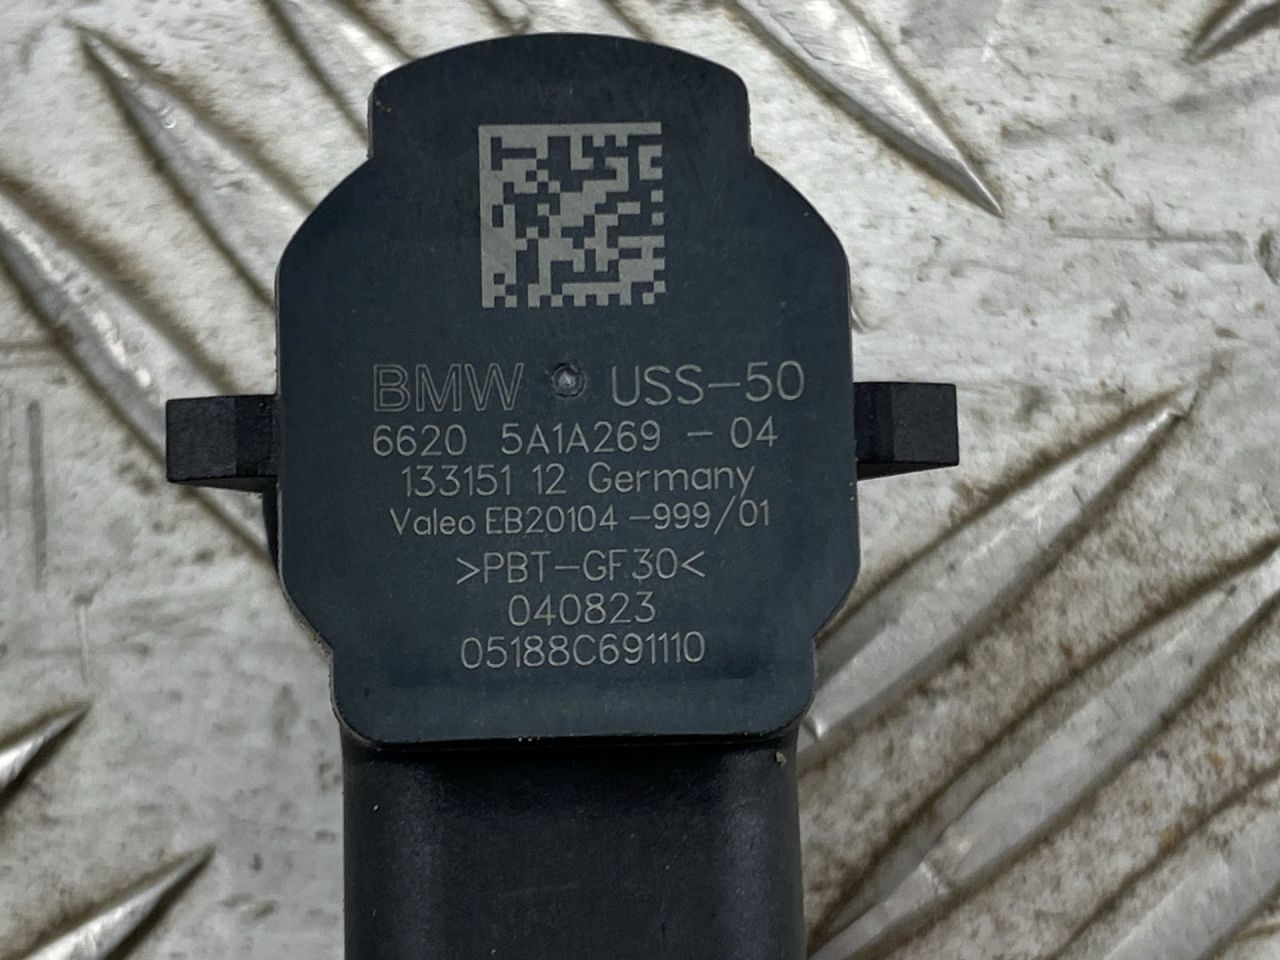 BMW USS-50
6620 5A1A269 - 04
133151 12 Germany
Valeo EB20104-999/01
>PBT-GF30<
040823
05188C691110